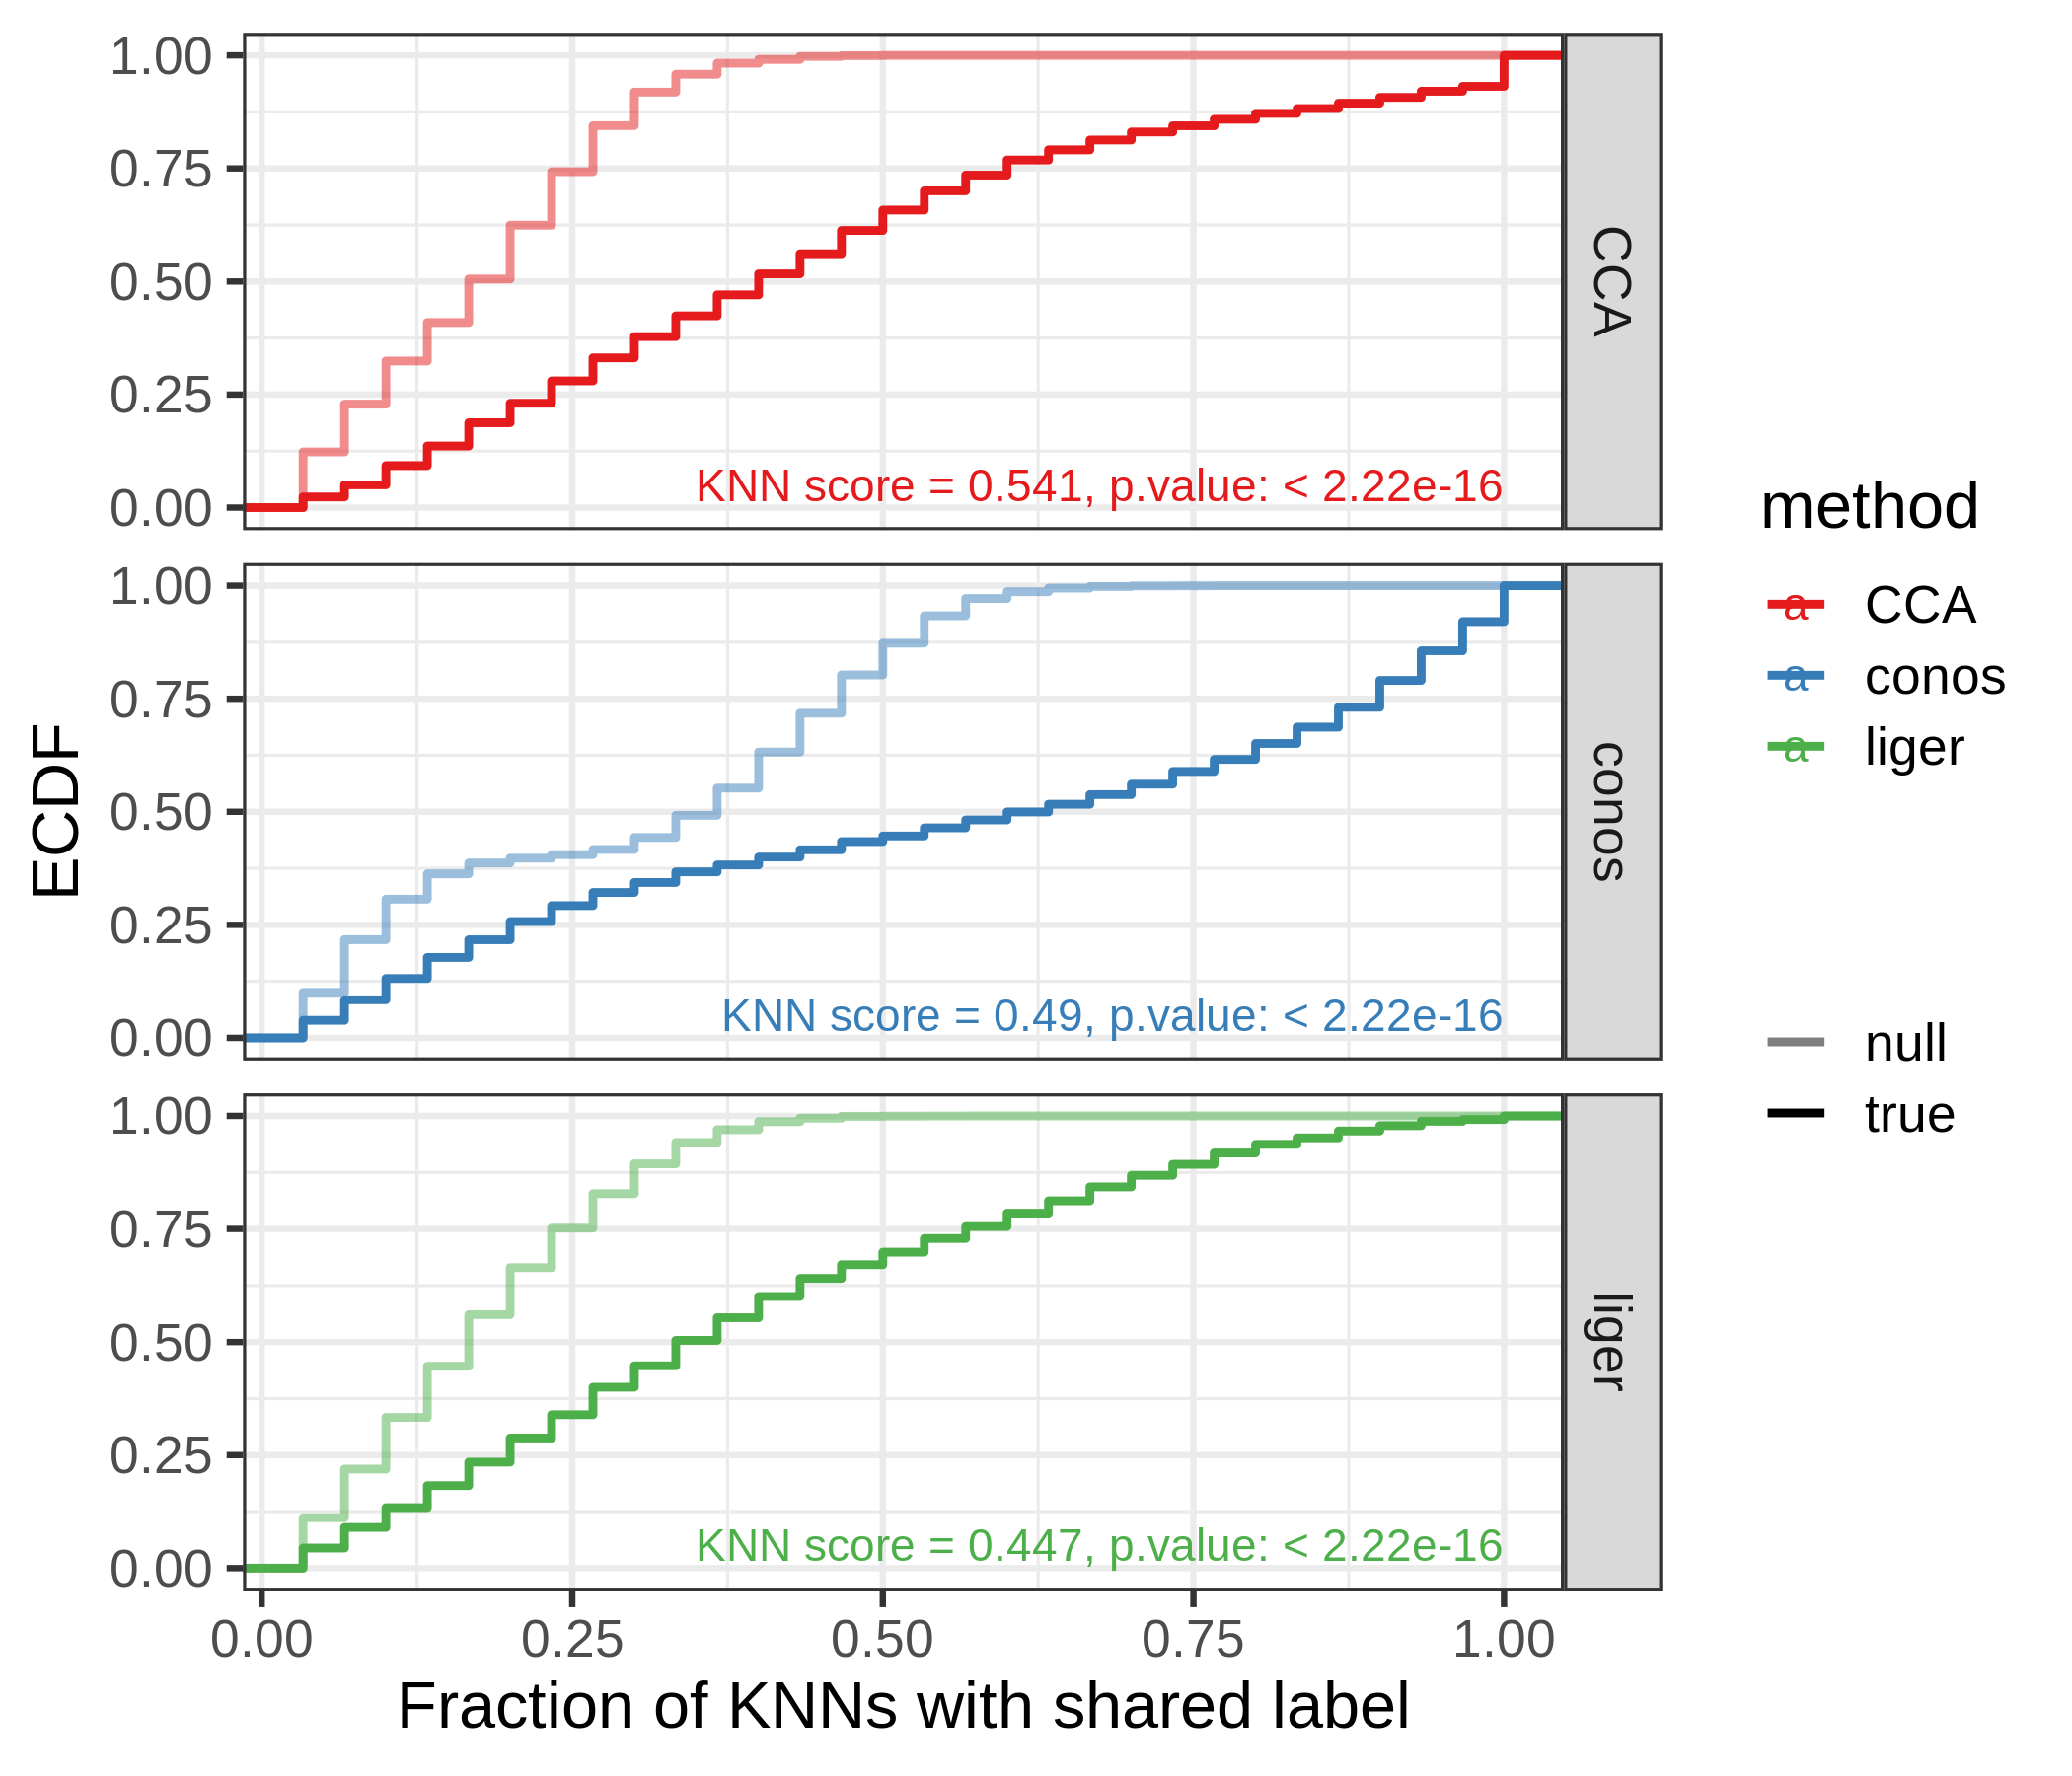 1.00
0.75
0.50
0.25
0.00
KNN score = 0.541, p.value: < 2.22e-16
CCA
1.00
0.75
0.50
0.25
0.00
KNN score = 0.49, p.value: < 2.22e-16
conos
1.00
0.75
0.50
0.25
0.00
KNN score = 0.447, p.value: < 2.22e-16
liger
ECDF
0.00 0.25 0.50 0.75 1.00
Fraction of KNNs with shared label
method
a CCA
a conos
a liger
null
true